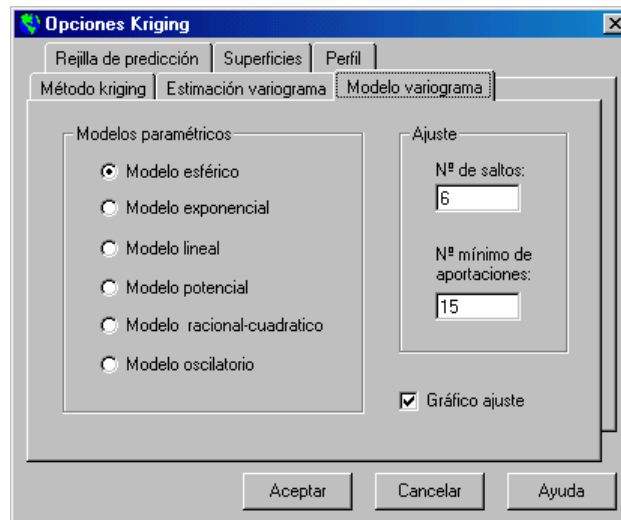 Opciones Kriging
Rejilla de predicción
Superficies
Perfil
Método kriging
Estimación variograma
Modelo variograma
Modelos paramétricos
Modelo esférico
Modelo exponencial
Modelo lineal
Modelo potencial
Modelo racional-cuadratico
Modelo oscilatorio
Ajuste
Nº de saltos:
6
Nº mínimo de
aportaciones:
15
Gráfico ajuste
Aceptar
Cancelar
Ayuda